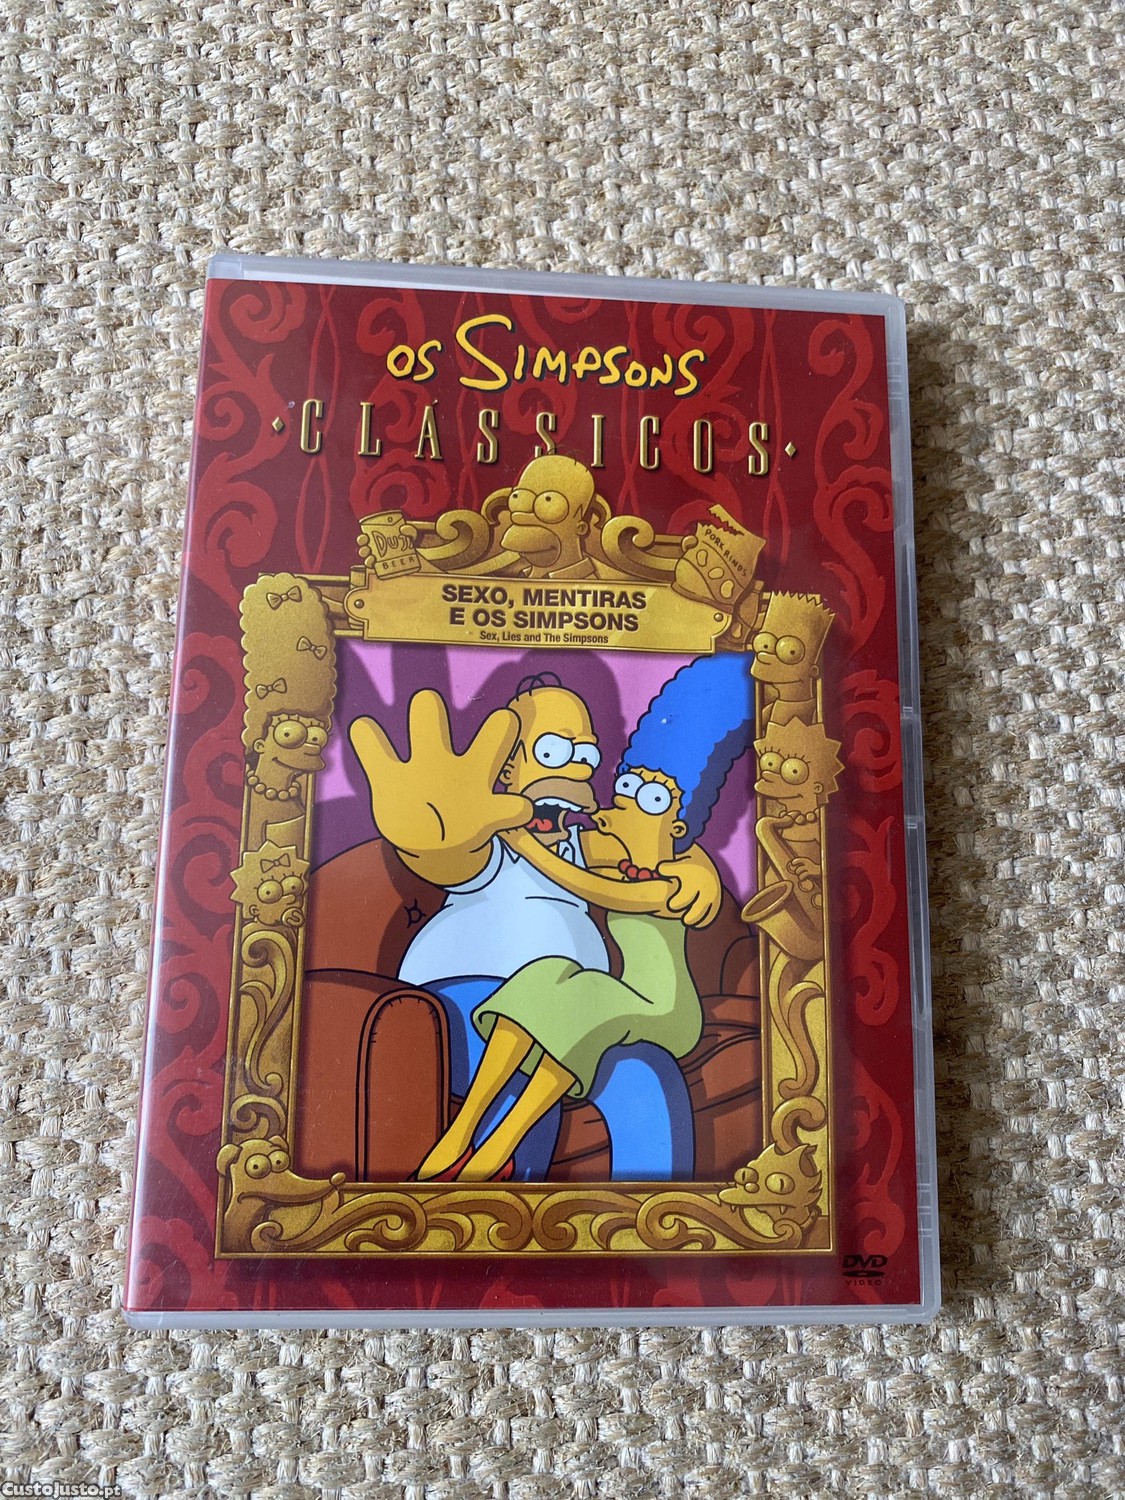 OS SIMPSONS
CLÁSSICOS
DUFF
BEER
PORK RINDS
SEXO, MENTIRAS
E OS SIMPSONS
Sex, Lies and The Simpsons
DVD
VIDEO
CustoJusto.pt